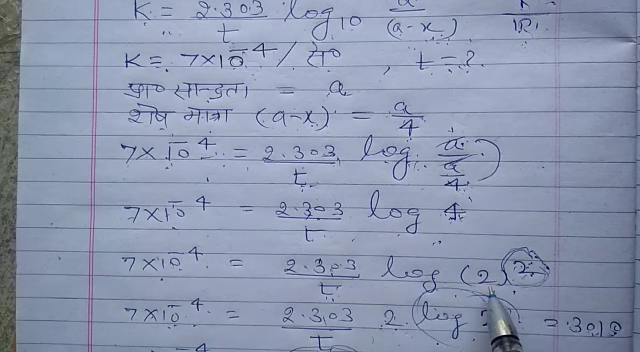 K = 2.303/t log₁₀ a/(a-x)
K = 7×10⁻⁴ / से० , t = ?
प्रा० सान्द्रता = a
शेष मात्रा (a-x) = a/4
7×10⁻⁴ = 2.303/t log a/(a/4)
7×10⁻⁴ = 2.303/t log 4
7×10⁻⁴ = 2.303/t log (2)²
7×10⁻⁴ = 2.303/t 2 log = .3010